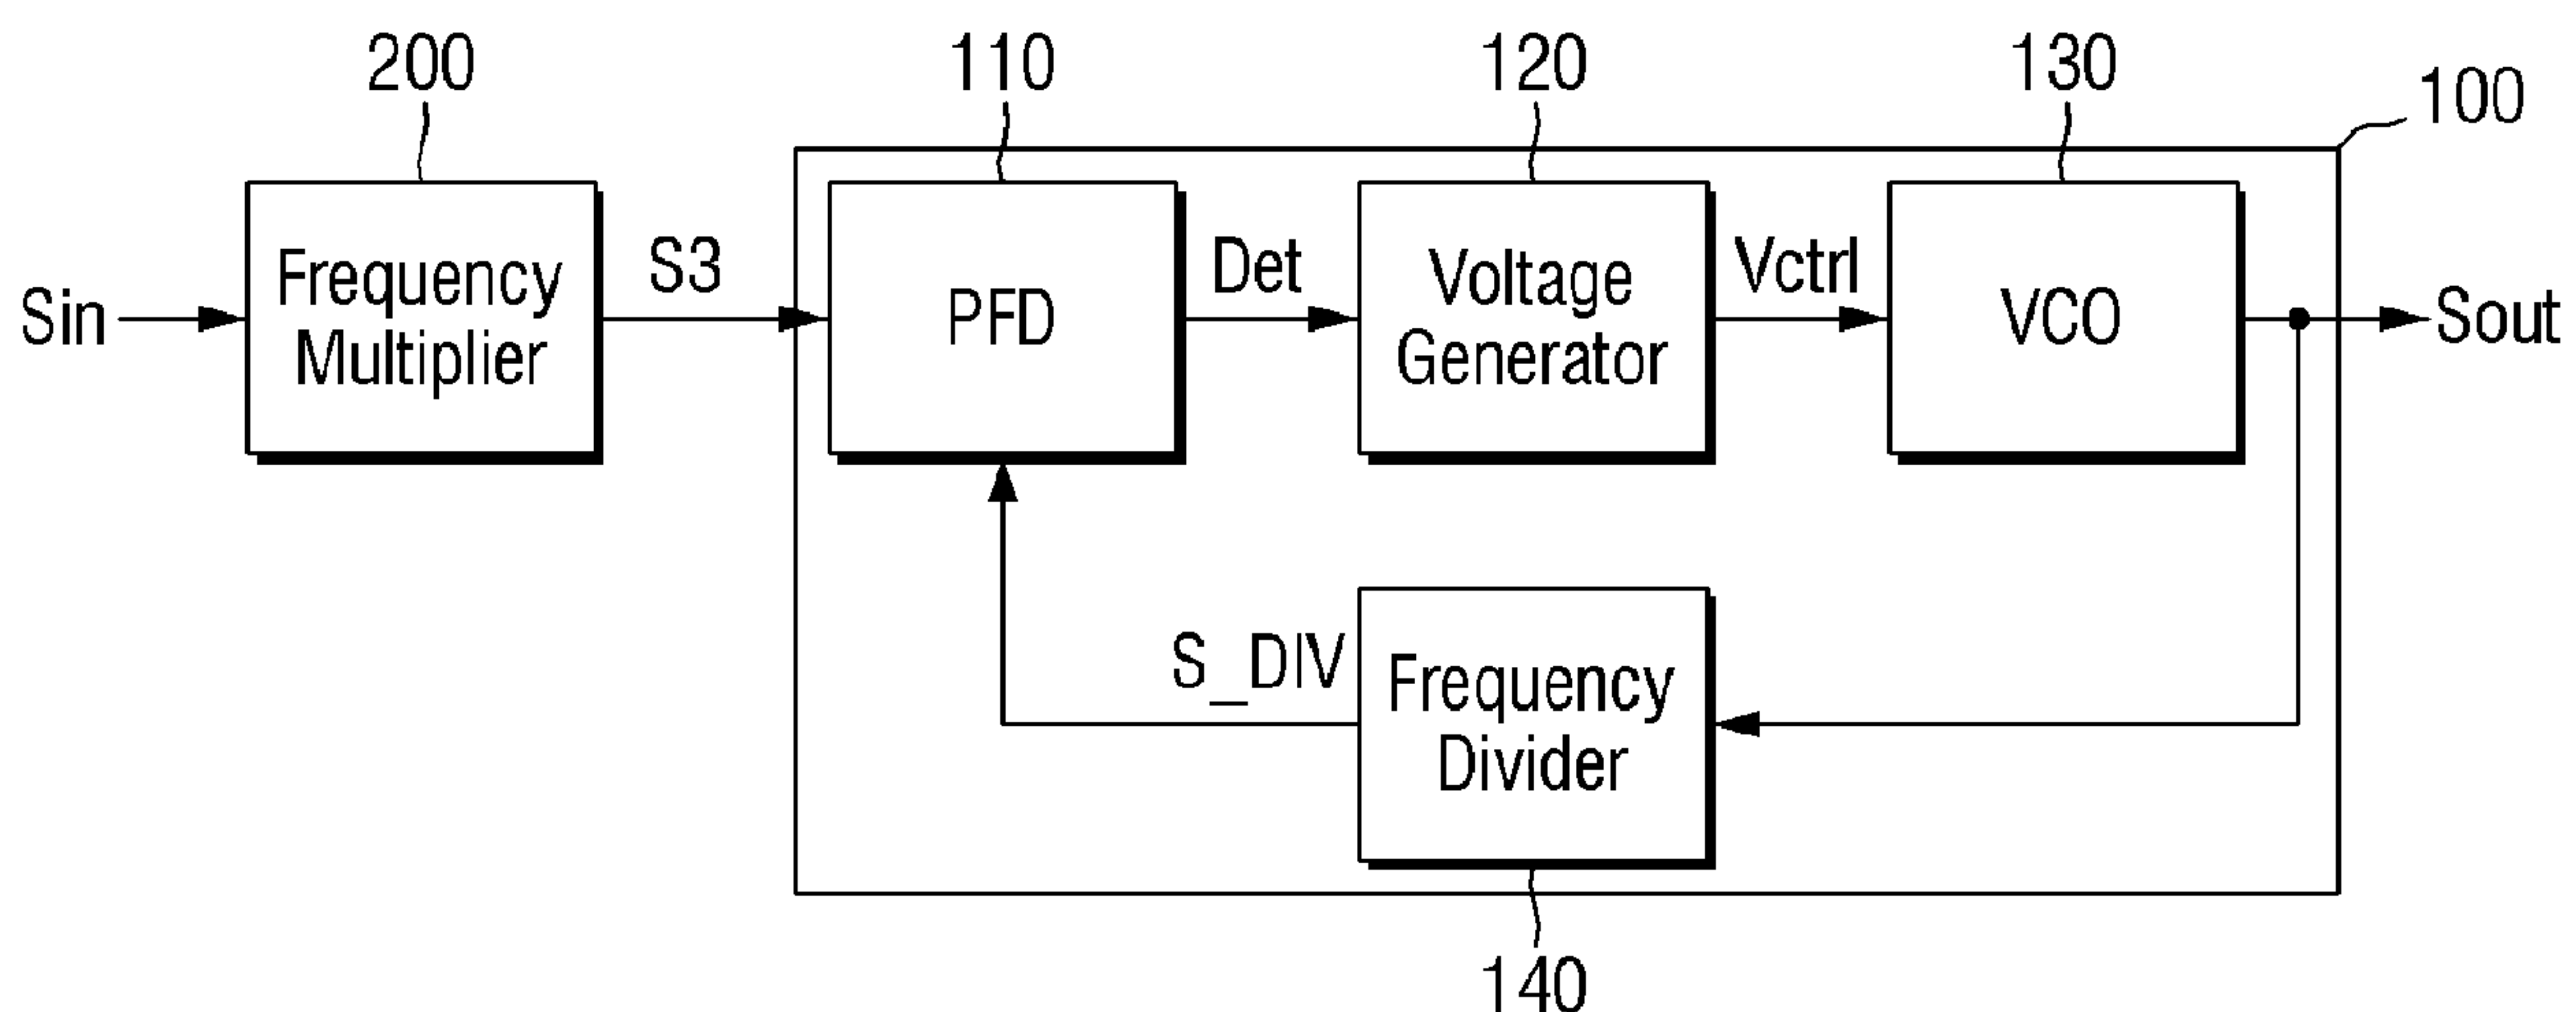 200
110
120
130
100
Sin
Frequency
Multiplier
S3
PFD
Det
Voltage
Generator
Vctrl
VCO
Sout
S_DIV
Frequency
Divider
140